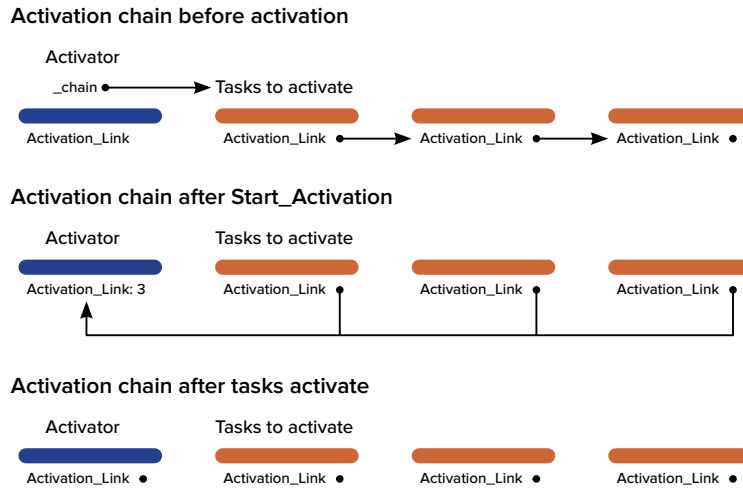 Activation chain before activation
Activator
_chain Tasks to activate
Activation_Link Activation_Link Activation_Link Activation_Link
Activation chain after Start_Activation
Activator Tasks to activate
Activation_Link: 3 Activation_Link Activation_Link Activation_Link
Activation chain after tasks activate
Activator Tasks to activate
Activation_Link Activation_Link Activation_Link Activation_Link